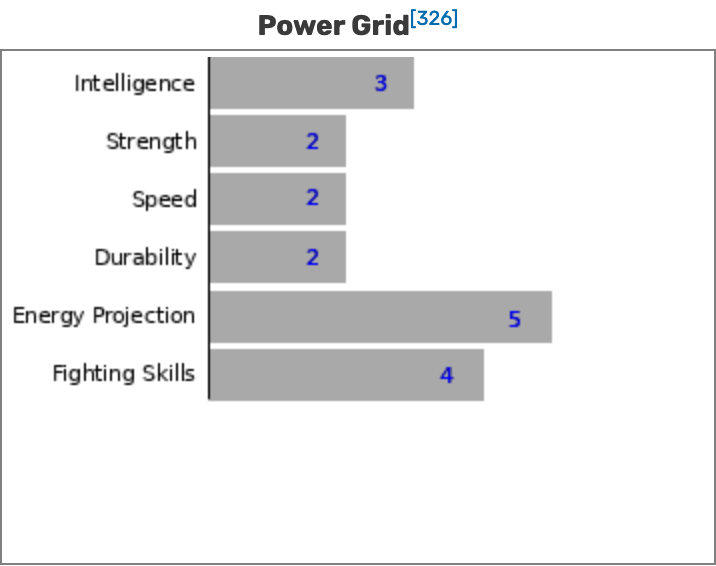 Power Grid[326]
Intelligence 3
Strength 2
Speed 2
Durability 2
Energy Projection 5
Fighting Skills 4